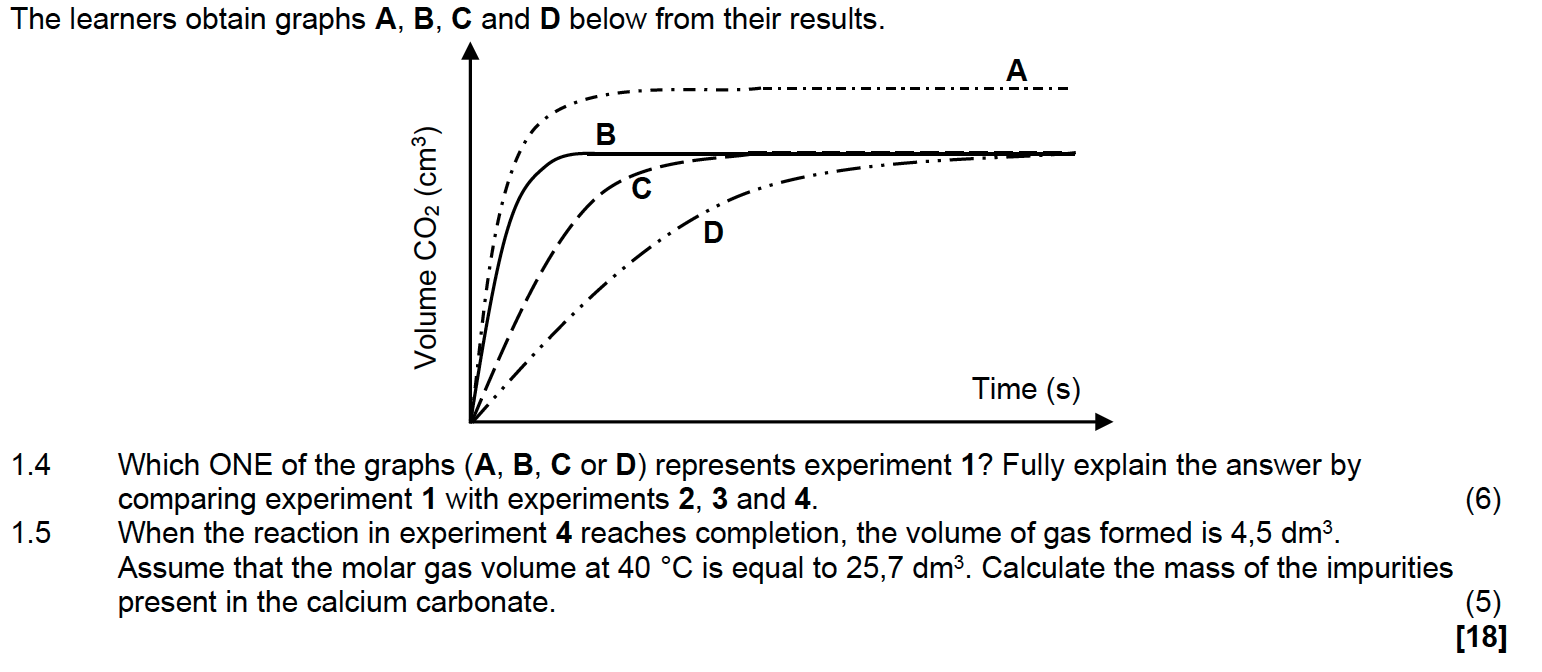 The learners obtain graphs A, B, C and D below from their results.
A
B
C
D
Volume CO₂ (cm³)
Time (s)
1.4 Which ONE of the graphs (A, B, C or D) represents experiment 1? Fully explain the answer by
comparing experiment 1 with experiments 2, 3 and 4. (6)
1.5 When the reaction in experiment 4 reaches completion, the volume of gas formed is 4,5 dm³.
Assume that the molar gas volume at 40 °C is equal to 25,7 dm³. Calculate the mass of the impurities
present in the calcium carbonate. (5)
[18]